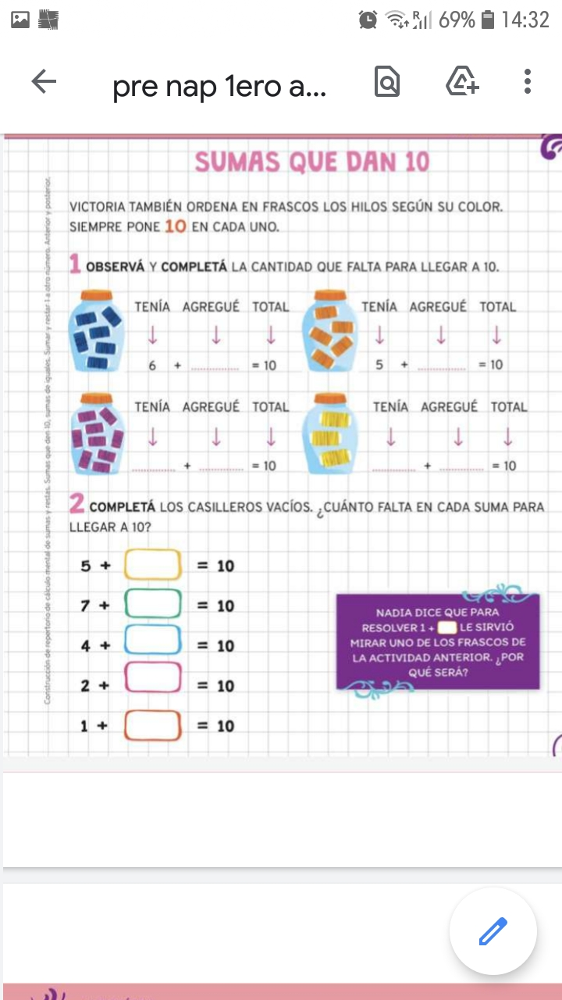 69% 14:32
pre nap 1ero a...
SUMAS QUE DAN 10
VICTORIA TAMBIÉN ORDENA EN FRASCOS LOS HILOS SEGÚN SU COLOR.
SIEMPRE PONE 10 EN CADA UNO.
1 OBSERVÁ Y COMPLETÁ LA CANTIDAD QUE FALTA PARA LLEGAR A 10.
TENÍA AGREGUÉ TOTAL
6 + ............... = 10
TENÍA AGREGUÉ TOTAL
5 + ............... = 10
TENÍA AGREGUÉ TOTAL
............... + ............... = 10
TENÍA AGREGUÉ TOTAL
............... + ............... = 10
2 COMPLETÁ LOS CASILLEROS VACÍOS. ¿CUÁNTO FALTA EN CADA SUMA PARA
LLEGAR A 10?
5 + = 10
7 + = 10
4 + = 10
2 + = 10
1 + = 10
NADIA DICE QUE PARA
RESOLVER 1 + LE SIRVIÓ
MIRAR UNO DE LOS FRASCOS DE
LA ACTIVIDAD ANTERIOR. ¿POR
QUÉ SERÁ?
Construcción de repertorio de cálculo mental de sumas y restas. Sumas que den 10, sumas de iguales. Sumar y restar 1 a otro número. Anterior y posterior.